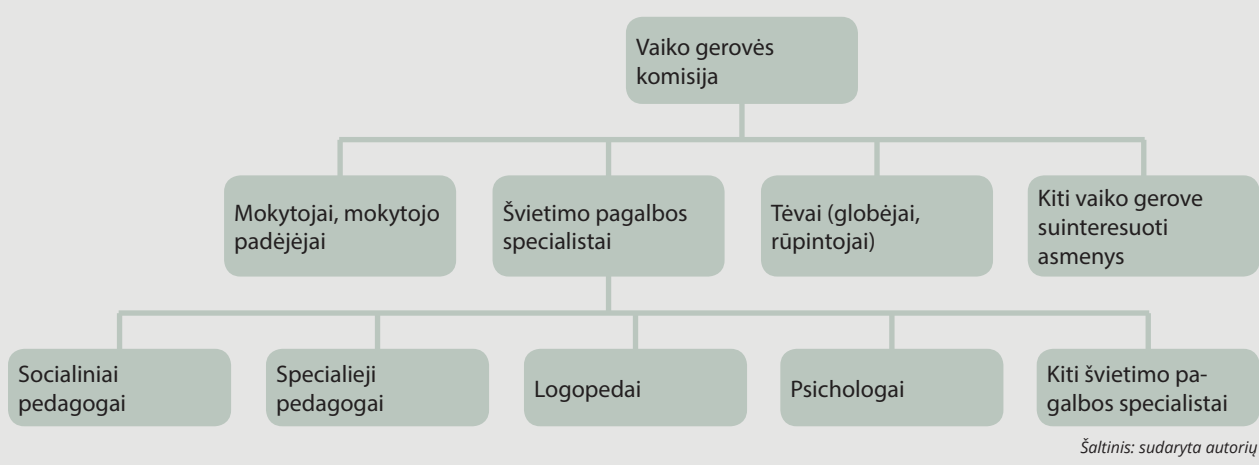 Vaiko gerovės
komisija
Mokytojai, mokytojo
padėjėjai
Švietimo pagalbos
specialistai
Tėvai (globėjai,
rūpintojai)
Kiti vaiko gerove
suinteresuoti
asmenys
Socialiniai
pedagogai
Specialieji
pedagogai
Logopedai
Psichologai
Kiti švietimo pa-
galbos specialistai
Šaltinis: sudaryta autorių